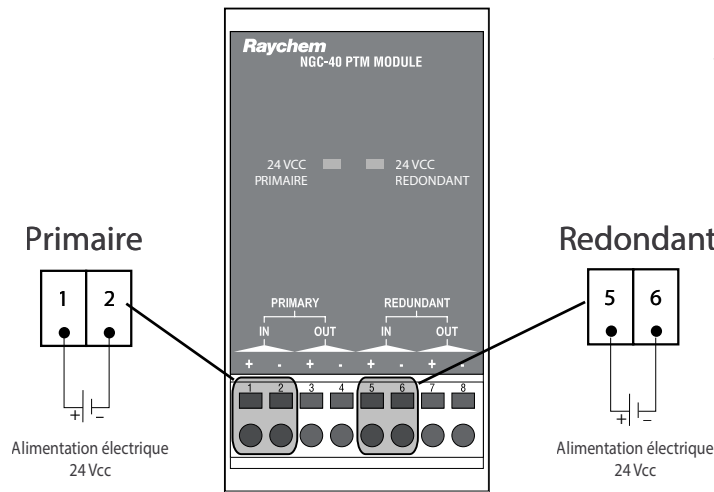 Raychem
NGC-40 PTM MODULE
24 VCC
PRIMAIRE
24 VCC
REDONDANT
Primaire
Redondant
1 2
5 6
PRIMARY REDUNDANT
IN OUT IN OUT
+ - + - + - + -
1 2 3 4 5 6 7 8
+ –
+ –
Alimentation électrique
24 Vcc
Alimentation électrique
24 Vcc